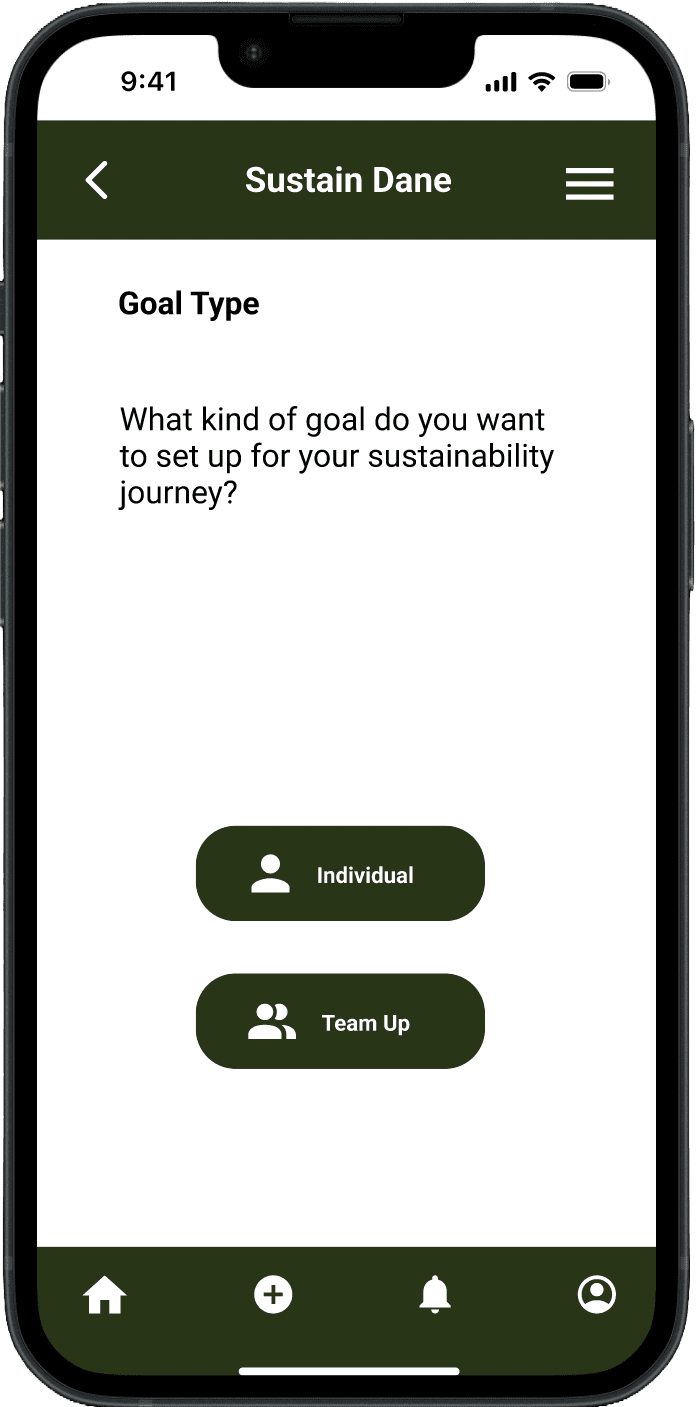 9:41
Sustain Dane
Goal Type
What kind of goal do you want
to set up for your sustainability
journey?
Individual
Team Up